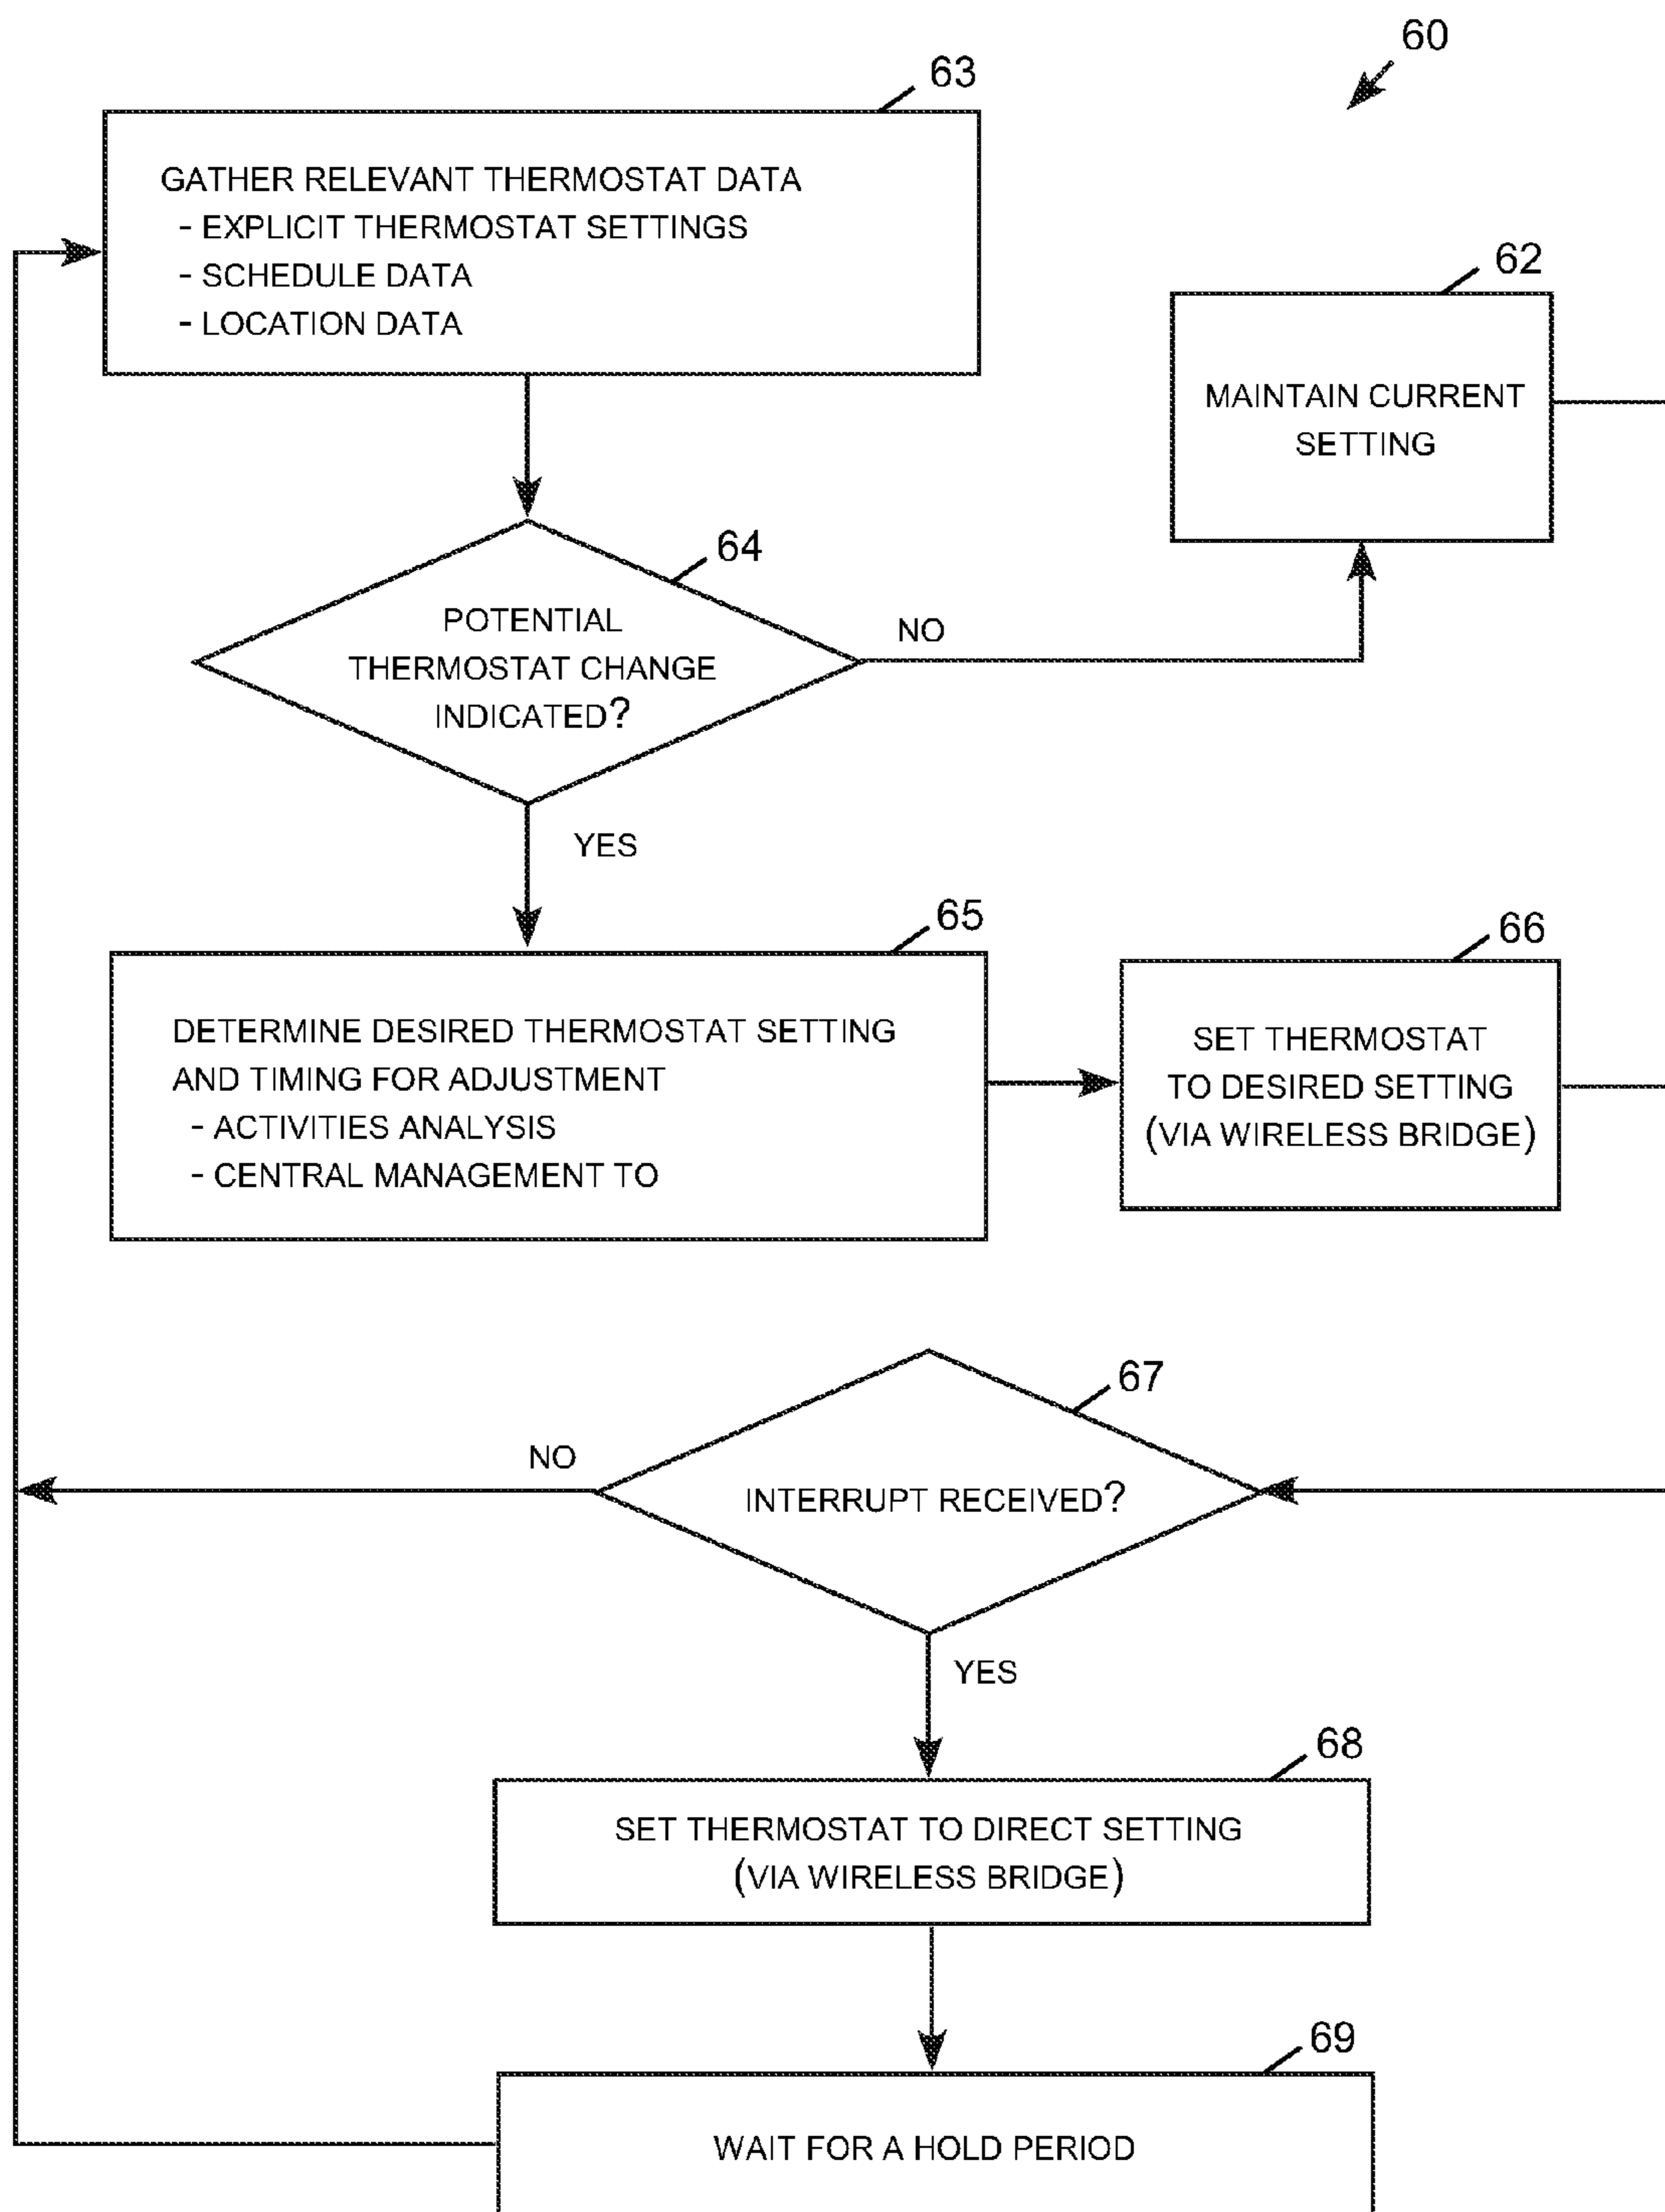 60
63
GATHER RELEVANT THERMOSTAT DATA
- EXPLICIT THERMOSTAT SETTINGS
- SCHEDULE DATA
- LOCATION DATA
62
MAINTAIN CURRENT
SETTING
64
POTENTIAL
THERMOSTAT CHANGE
INDICATED?
NO
YES
65
DETERMINE DESIRED THERMOSTAT SETTING
AND TIMING FOR ADJUSTMENT
- ACTIVITIES ANALYSIS
- CENTRAL MANAGEMENT TO
66
SET THERMOSTAT
TO DESIRED SETTING
(VIA WIRELESS BRIDGE)
67
NO
INTERRUPT RECEIVED?
YES
68
SET THERMOSTAT TO DIRECT SETTING
(VIA WIRELESS BRIDGE)
69
WAIT FOR A HOLD PERIOD